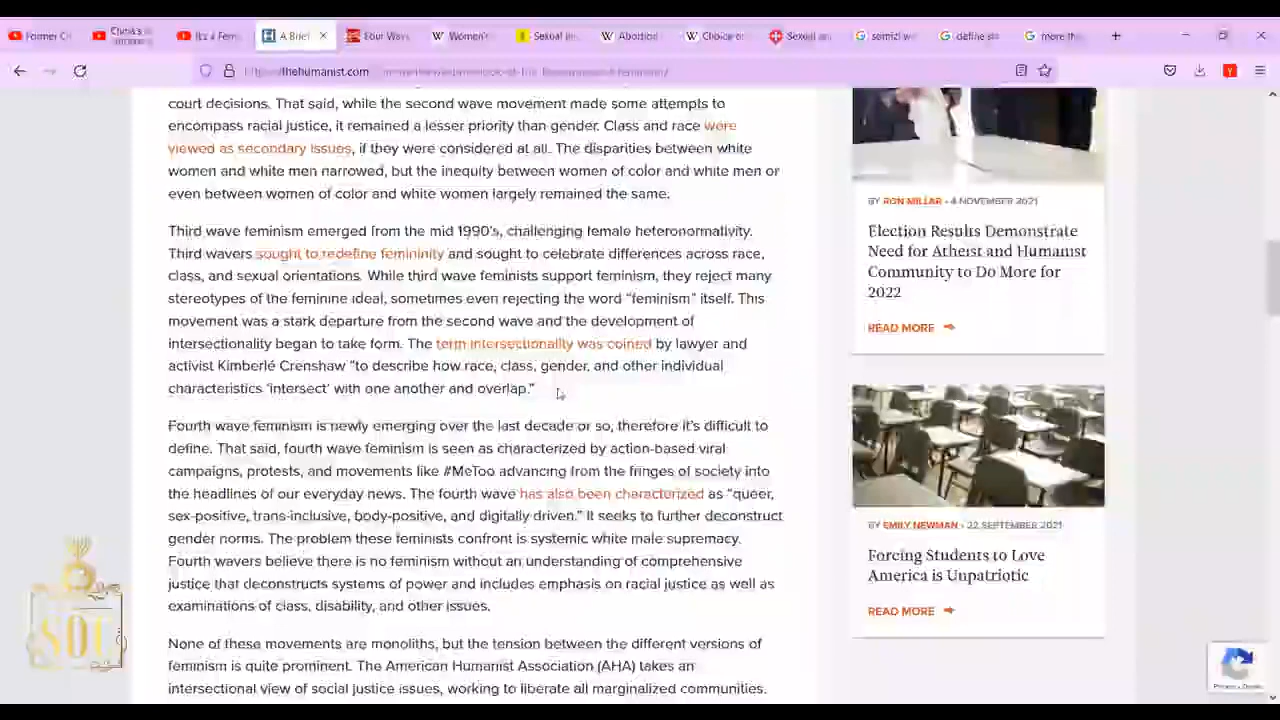 Former C
China's
It's a Fem
A Brief
Four Wav
Women's
Sexual
Abortion
Choice o
Sexual an
define
more the
thehumanist.com
court decisions. That said, while the second wave movement made some attempts to
encompass racial justice, it remained a lesser priority than gender. Class and race were
viewed as secondary issues, if they were considered at all. The disparities between white
women and white men narrowed, but the inequity between women of color and white men or
even between women of color and white women largely remained the same.
Third wave feminism emerged from the mid 1990's, challenging female heteronormativity.
Third wavers sought to redefine femininity and sought to celebrate differences across race,
class, and sexual orientations. While third wave feminists support feminism, they reject many
stereotypes of the feminine ideal, sometimes even rejecting the word “feminism” itself. This
movement was a stark departure from the second wave and the development of
intersectionality began to take form. The term intersectionality was coined by lawyer and
activist Kimberlé Crenshaw “to describe how race, class, gender, and other individual
characteristics ‘intersect’ with one another and overlap.”
Fourth wave feminism is newly emerging over the last decade or so, therefore it's difficult to
define. That said, fourth wave feminism is seen as characterized by action-based viral
campaigns, protests, and movements like #MeToo advancing from the fringes of society into
the headlines of our everyday news. The fourth wave has also been characterized as “queer,
sex-positive, trans-inclusive, body-positive, and digitally driven.” It seeks to further deconstruct
gender norms. The problem these feminists confront is systemic white male supremacy.
Fourth wavers believe there is no feminism without an understanding of comprehensive
justice that deconstructs systems of power and includes emphasis on racial justice as well as
examinations of class, disability, and other issues.
None of these movements are monoliths, but the tension between the different versions of
feminism is quite prominent. The American Humanist Association (AHA) takes an
intersectional view of social justice issues, working to liberate all marginalized communities.
BY RON MILLAR • 4 NOVEMBER 2021
Election Results Demonstrate
Need for Atheist and Humanist
Community to Do More for
2022
READ MORE
BY EMILY NEWMAN • 22 SEPTEMBER 2021
Forcing Students to Love
America is Unpatriotic
READ MORE
SOT